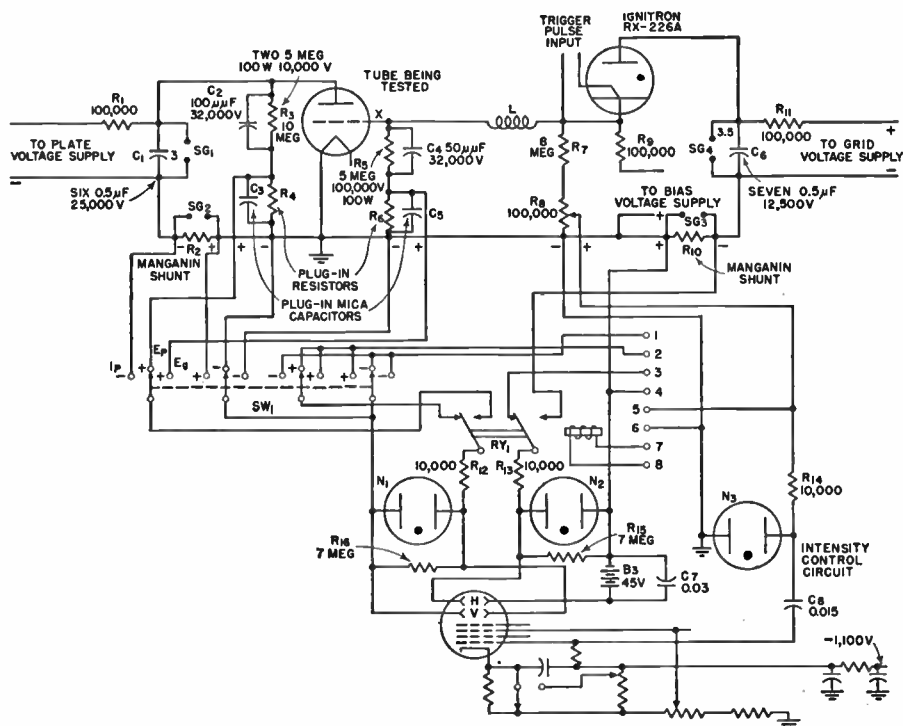 TRIGGER
PULSE
INPUT
IGNITRON
RX-226A
TWO 5 MEG
100W 10,000 V
TUBE BEING
TESTED
C2
100μμF
32,000V
R1
100,000
R3
10
MEG
X
L
R11
100,000
TO PLATE
VOLTAGE SUPPLY
C1
3
SG1
R5
5 MEG
100,000V
100W
C4 50μμF
32,000V
8
MEG
R7
R9
100,000
3.5
SG4
C6
TO GRID
VOLTAGE SUPPLY
+
−
SIX 0.5μF
25,000V
SG2
C3
R4
R6
C5
R8
100,000
TO BIAS
VOLTAGE SUPPLY
SEVEN 0.5μF
12,500V
+
SG3
−
− + + −
R2
− +
− +
+
R10
−
MANGANIN
SHUNT
PLUG-IN
RESISTORS
PLUG-IN MICA
CAPACITORS
MANGANIN
SHUNT
Ip
Ep
Eg
− + + + − − − + + + − −
SW1
1
2
3
4
5
6
7
8
RY1
10,000
R12
R13
10,000
N1
N2
N3
R14
10,000
R16
7 MEG
R15
7 MEG
B3
45V
C7
0.03
INTENSITY
CONTROL
CIRCUIT
C8
0.015
H
V
−1,100V